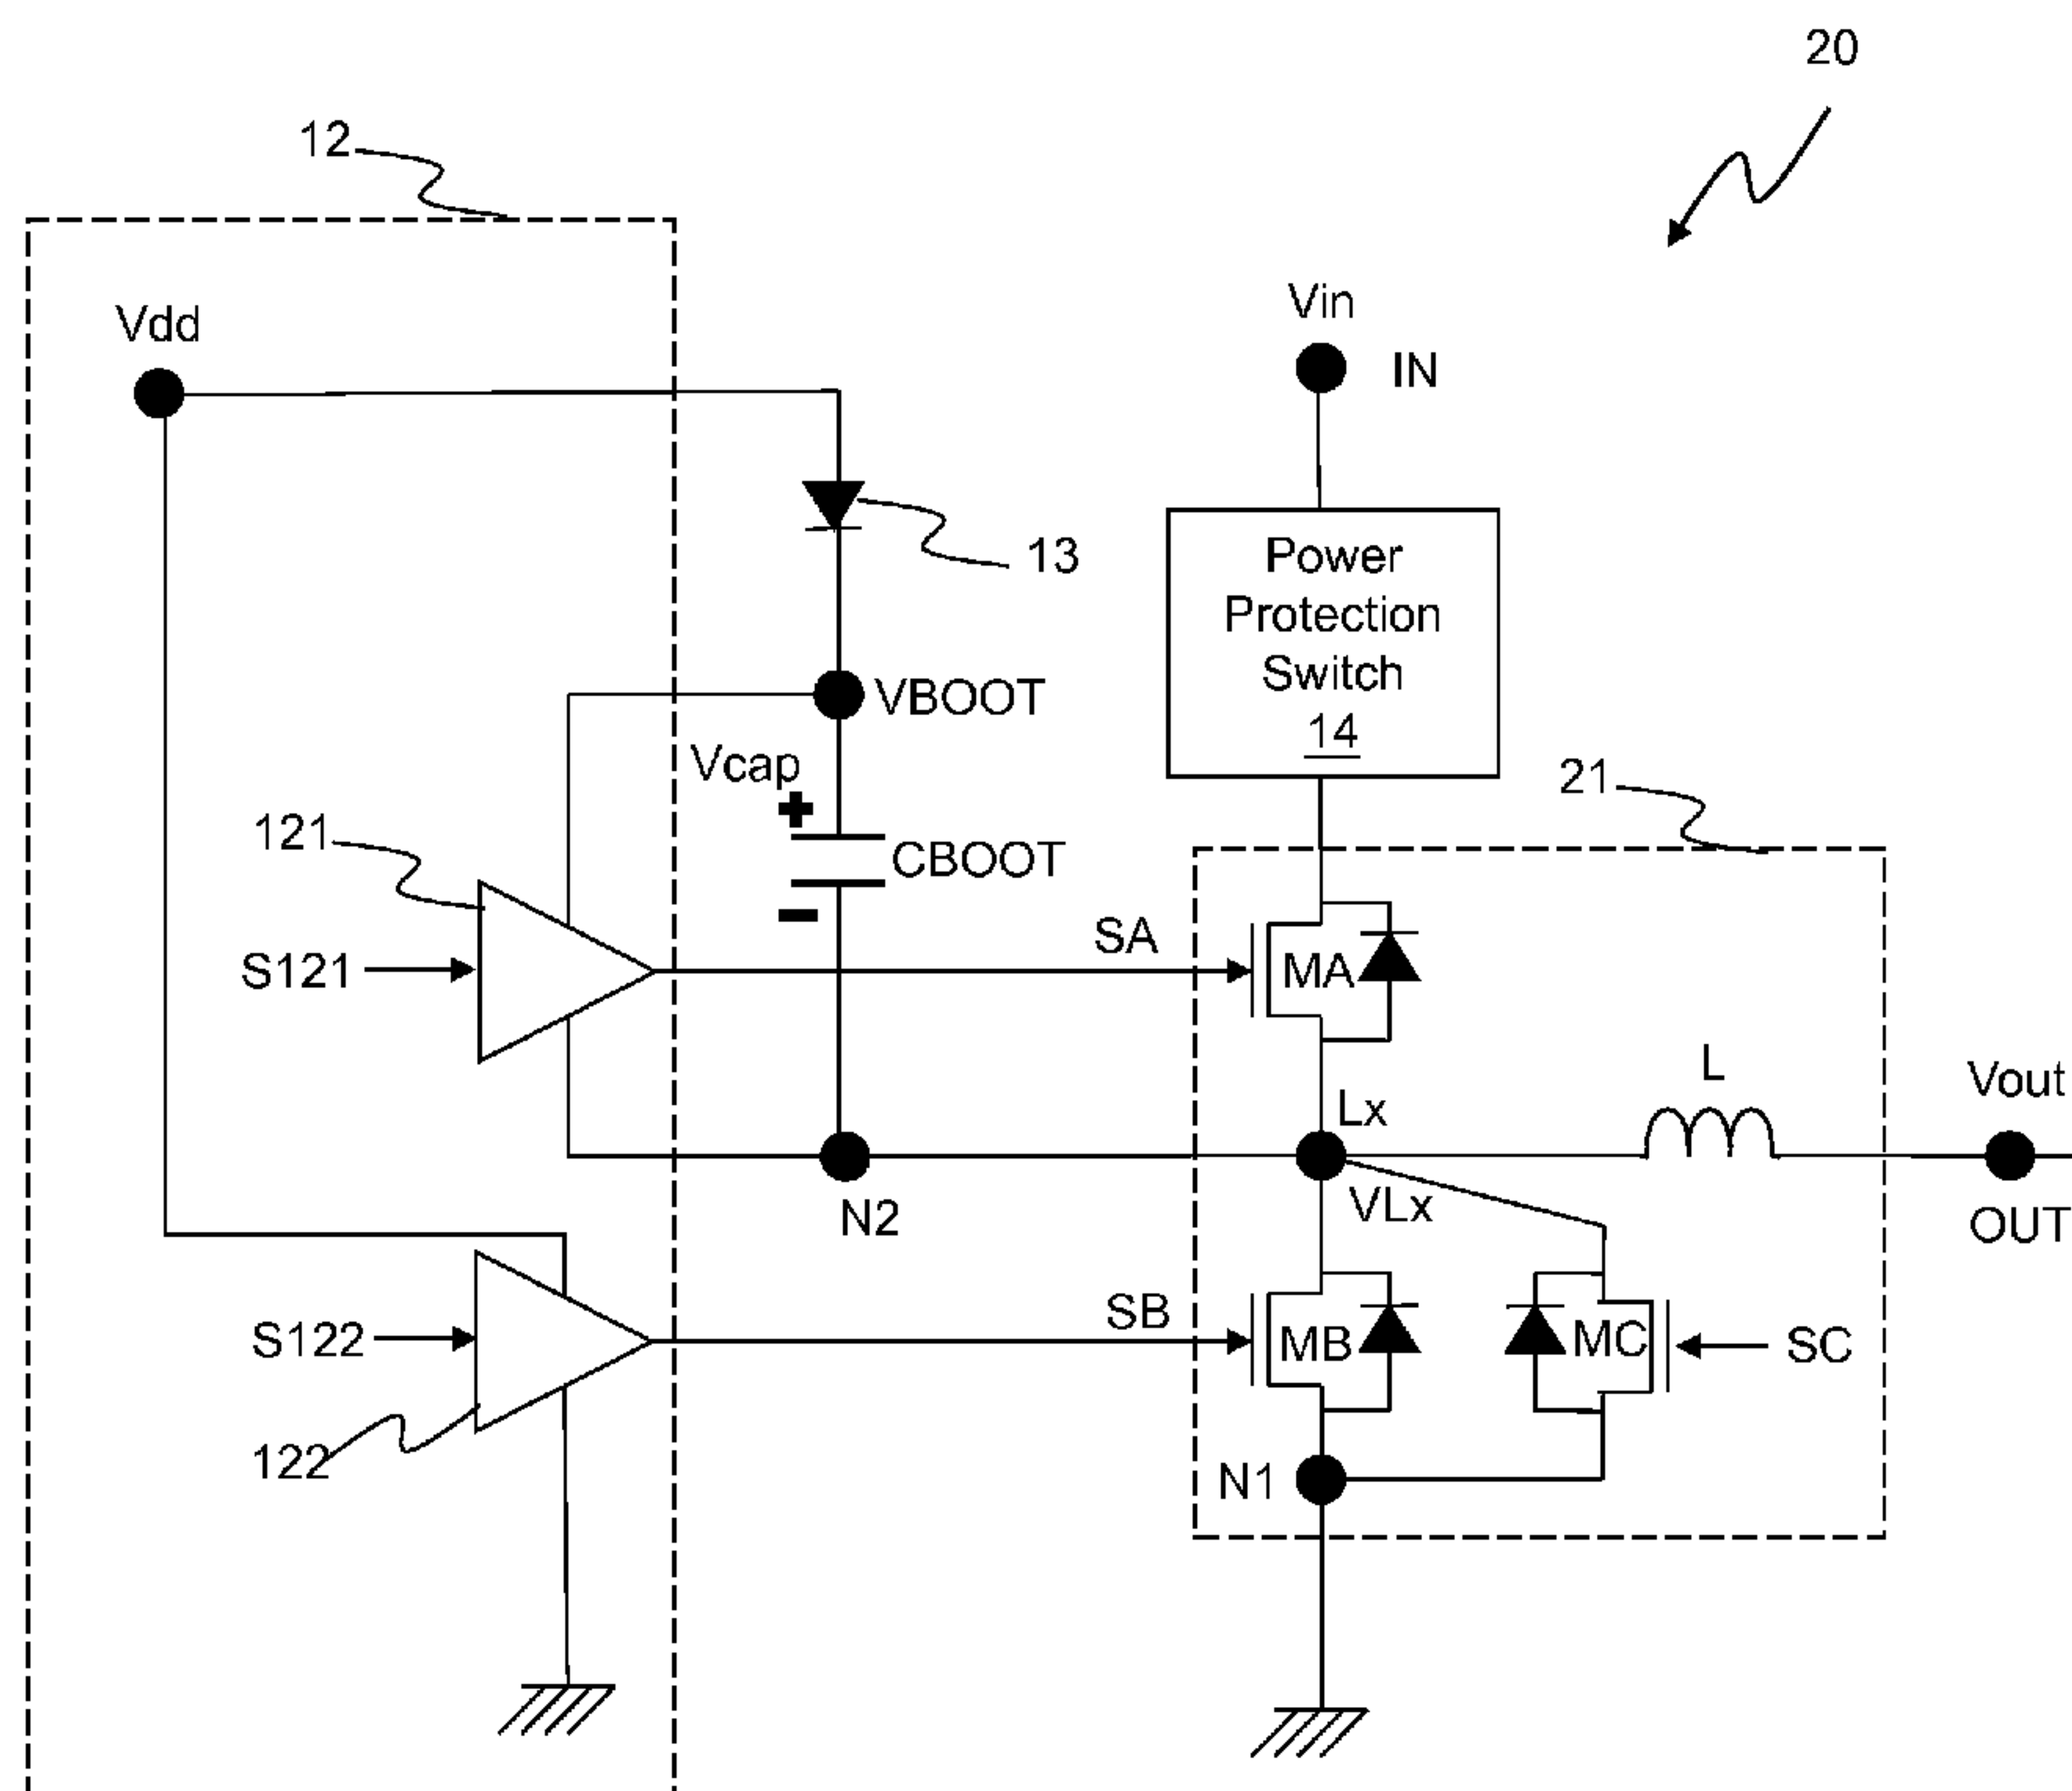 20
12
Vdd
Vin
IN
13
Power
Protection
Switch
14
VBOOT
Vcap
+
CBOOT
-
21
121
S121
SA
MA
Lx
L
Vout
VLx
N2
OUT
SB
S122
MB
MC
SC
122
N1